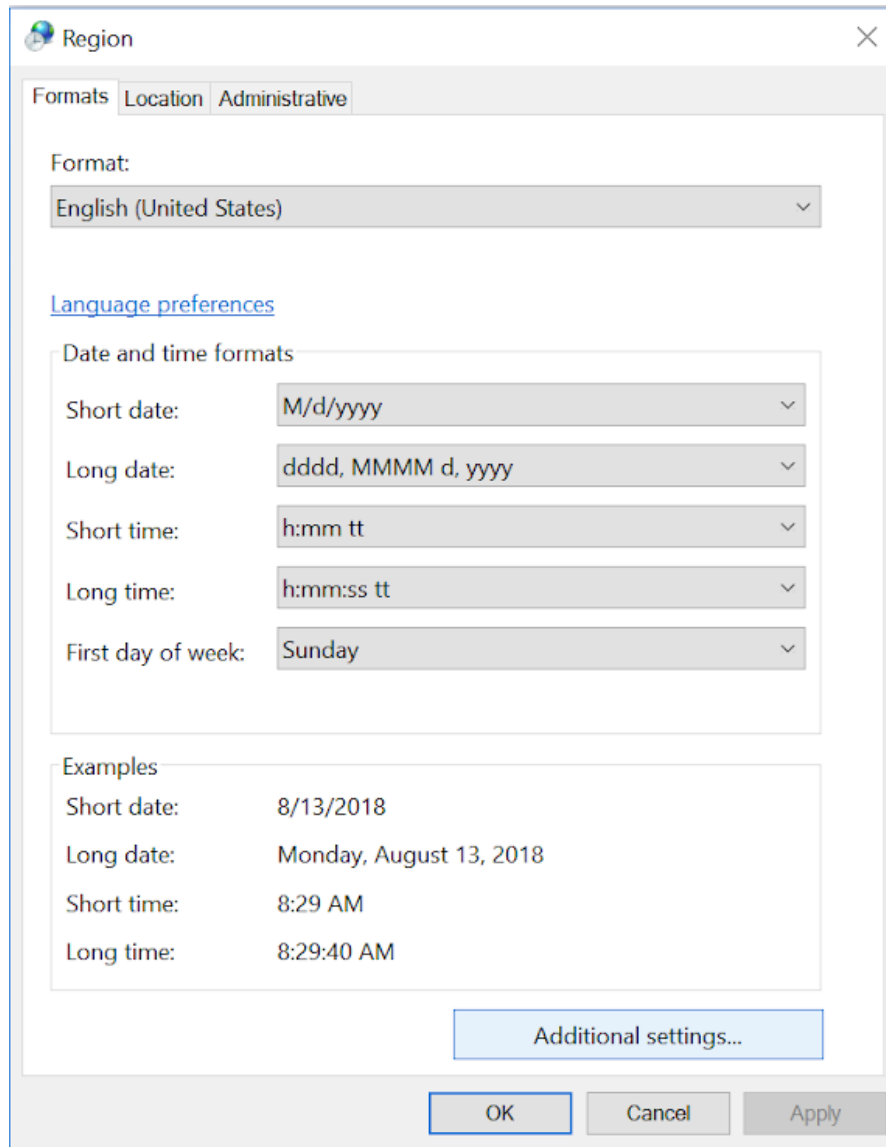 Region
Formats Location Administrative
Format:
English (United States)
Language preferences
Date and time formats
Short date: M/d/yyyy
Long date: dddd, MMMM d, yyyy
Short time: h:mm tt
Long time: h:mm:ss tt
First day of week: Sunday
Examples
Short date: 8/13/2018
Long date: Monday, August 13, 2018
Short time: 8:29 AM
Long time: 8:29:40 AM
Additional settings...
OK Cancel Apply